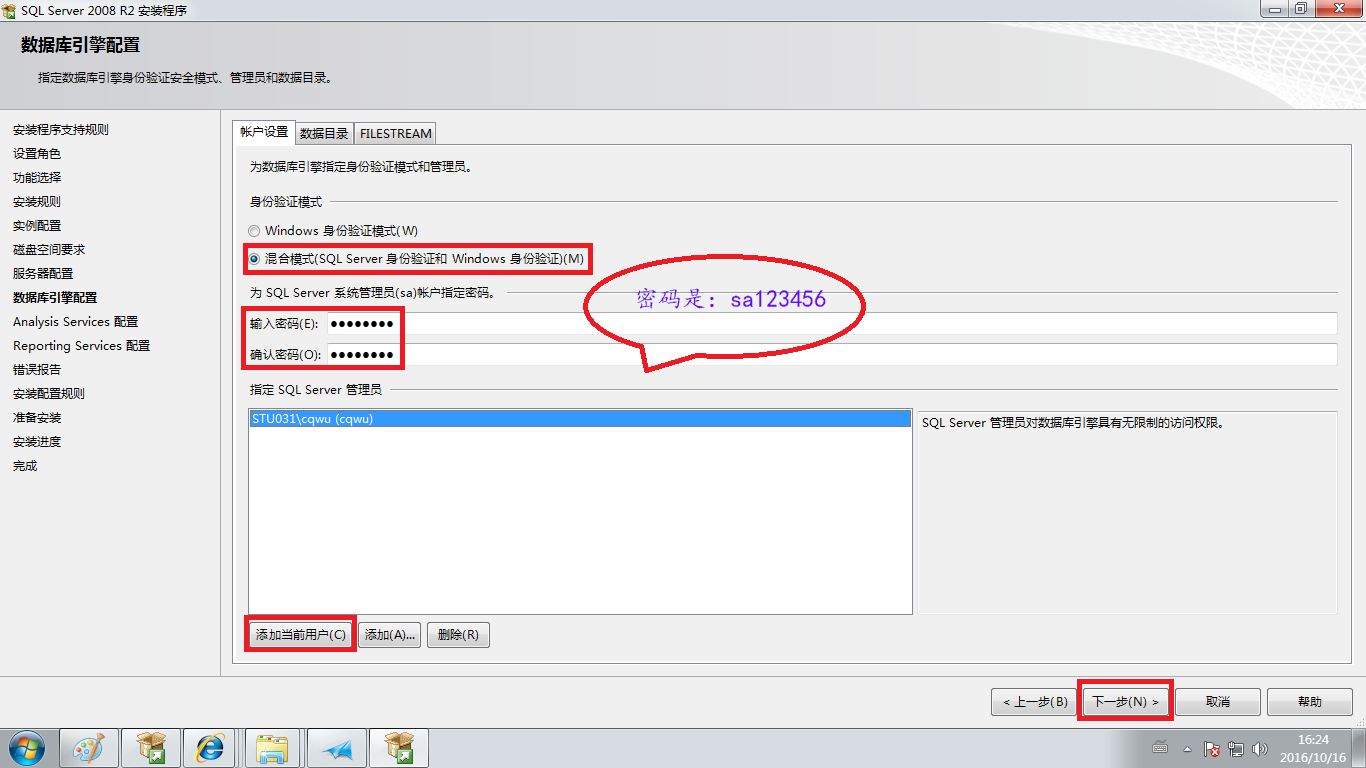 SQL Server 2008 R2 安装程序
数据库引擎配置
指定数据库引擎身份验证安全模式、管理员和数据目录。
安装程序支持规则
设置角色
功能选择
安装规则
实例配置
磁盘空间要求
服务器配置
数据库引擎配置
Analysis Services 配置
Reporting Services 配置
错误报告
安装配置规则
准备安装
安装进度
完成
帐户设置 数据目录 FILESTREAM
为数据库引擎指定身份验证模式和管理员。
身份验证模式
Windows 身份验证模式(W)
混合模式(SQL Server 身份验证和 Windows 身份验证)(M)
为 SQL Server 系统管理员(sa)帐户指定密码。
密码是：sa123456
输入密码(E): ●●●●●●●●
确认密码(O): ●●●●●●●●
指定 SQL Server 管理员
STU031\cqwu (cqwu)
SQL Server 管理员对数据库引擎具有无限制的访问权限。
添加当前用户(C) 添加(A)... 删除(R)
< 上一步(B) 下一步(N) > 取消 帮助
16:24
2016/10/16